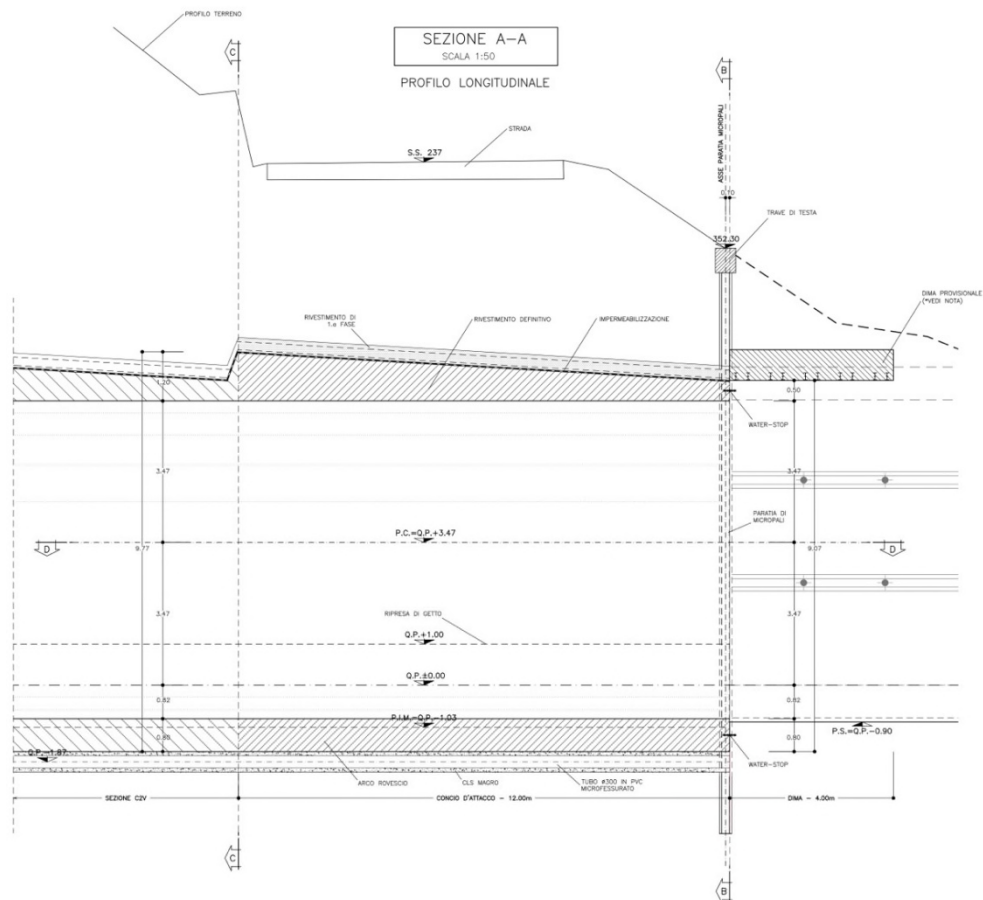 PROFILO TERRENO
C
SEZIONE A-A
SCALA 1:50
PROFILO LONGITUDINALE
B
STRADA
S.S. 237
ASSE PARATIA MICROPALI
0.70
TRAVE DI TESTA
352.30
DIMA PROVISIONALE
(*VEDI NOTA)
RIVESTIMENTO DI
1.a FASE
RIVESTIMENTO DEFINITIVO
IMPERMEABILIZZAZIONE
1.20
0.50
WATER-STOP
3.47
3.47
PARATIA DI
MICROPALI
P.C.=Q.P.+3.47
D
D
9.77
9.07
3.47
3.47
RIPRESA DI GETTO
Q.P.+1.00
Q.P.±0.00
0.82
0.82
P.I.M.=Q.P.-1.03
P.S.=Q.P.-0.90
0.80
0.80
Q.P.-1.87
WATER-STOP
ARCO ROVESCIO
CLS MAGRO
TUBO ø300 IN PVC
MICROFESSURATO
SEZIONE C2V
CONCIO D'ATTACCO - 12.00m
DIMA - 4.00m
C
B